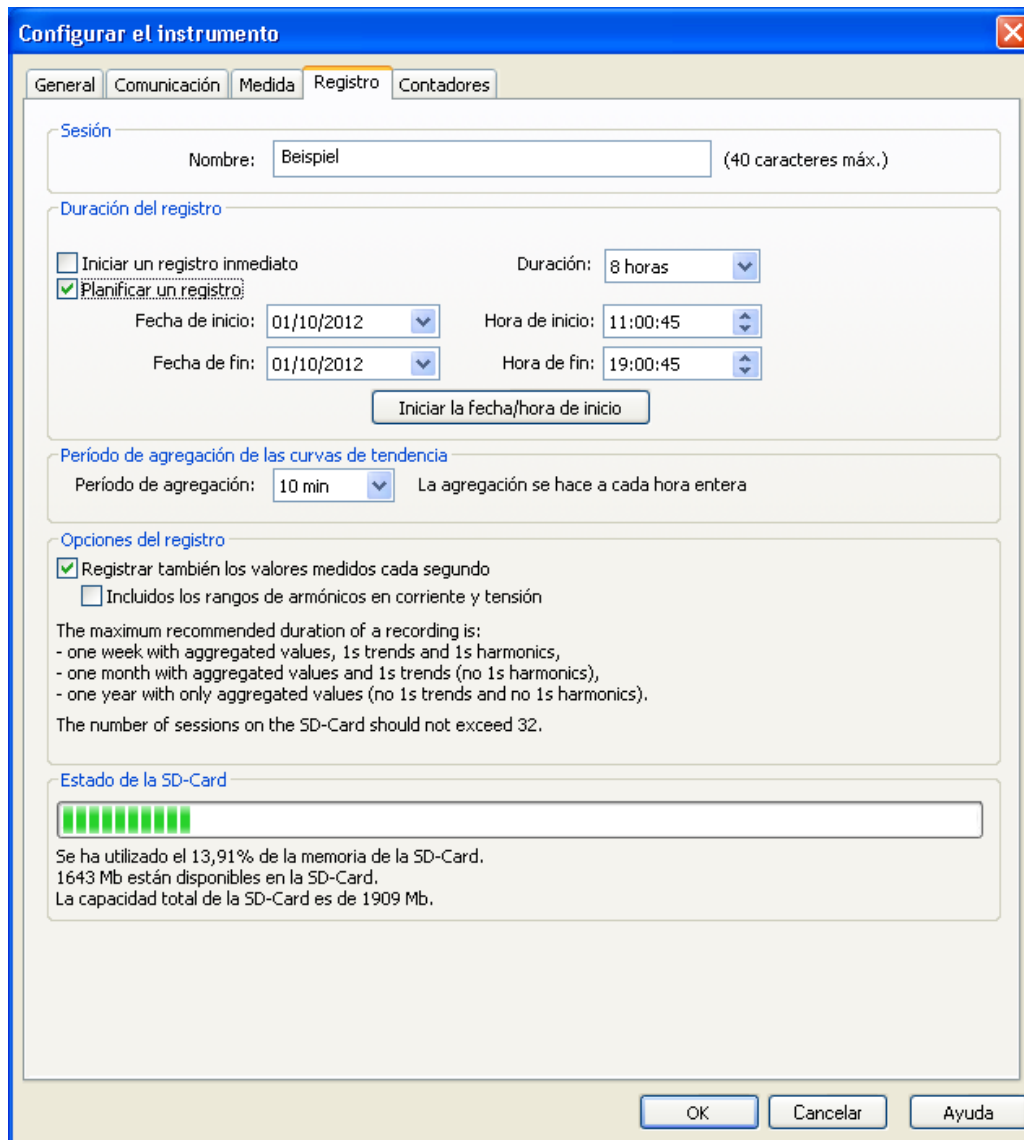 Configurar el instrumento
General Comunicación Medida Registro Contadores
Sesión
Nombre: Beispiel (40 caracteres máx.)
Duración del registro
Iniciar un registro inmediato Duración: 8 horas
Planificar un registro
Fecha de inicio: 01/10/2012 Hora de inicio: 11:00:45
Fecha de fin: 01/10/2012 Hora de fin: 19:00:45
Iniciar la fecha/hora de inicio
Período de agregación de las curvas de tendencia
Período de agregación: 10 min La agregación se hace a cada hora entera
Opciones del registro
Registrar también los valores medidos cada segundo
Incluidos los rangos de armónicos en corriente y tensión
The maximum recommended duration of a recording is:
- one week with aggregated values, 1s trends and 1s harmonics,
- one month with aggregated values and 1s trends (no 1s harmonics),
- one year with only aggregated values (no 1s trends and no 1s harmonics).
The number of sessions on the SD-Card should not exceed 32.
Estado de la SD-Card
Se ha utilizado el 13,91% de la memoria de la SD-Card.
1643 Mb están disponibles en la SD-Card.
La capacidad total de la SD-Card es de 1909 Mb.
OK Cancelar Ayuda